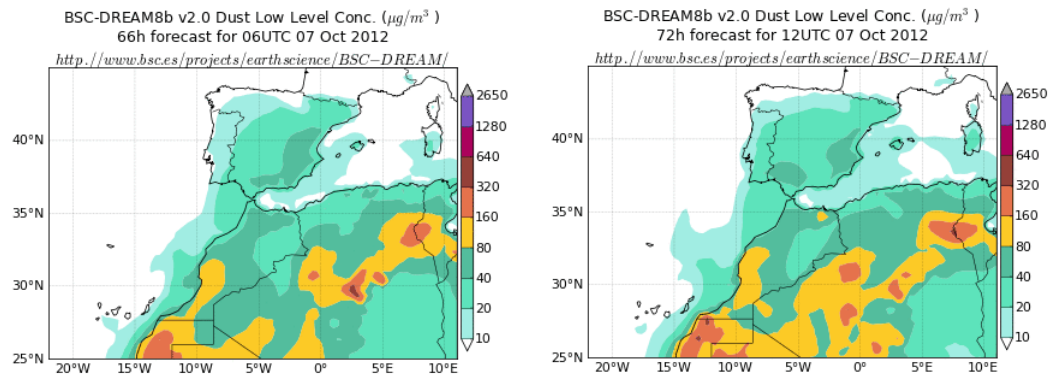 BSC-DREAM8b v2.0 Dust Low Level Conc. (μg/m³ )
66h forecast for 06UTC 07 Oct 2012
http.//www.bsc.es/projects/earthscience/BSC−DREAM/
40°N
35°N
30°N
25°N
20°W 15°W 10°W 5°W 0° 5°E 10°E
2650
1280
640
320
160
80
40
20
10
BSC-DREAM8b v2.0 Dust Low Level Conc. (μg/m³ )
72h forecast for 12UTC 07 Oct 2012
http.//www.bsc.es/projects/earthscience/BSC−DREAM/
40°N
35°N
30°N
25°N
20°W 15°W 10°W 5°W 0° 5°E 10°E
2650
1280
640
320
160
80
40
20
10